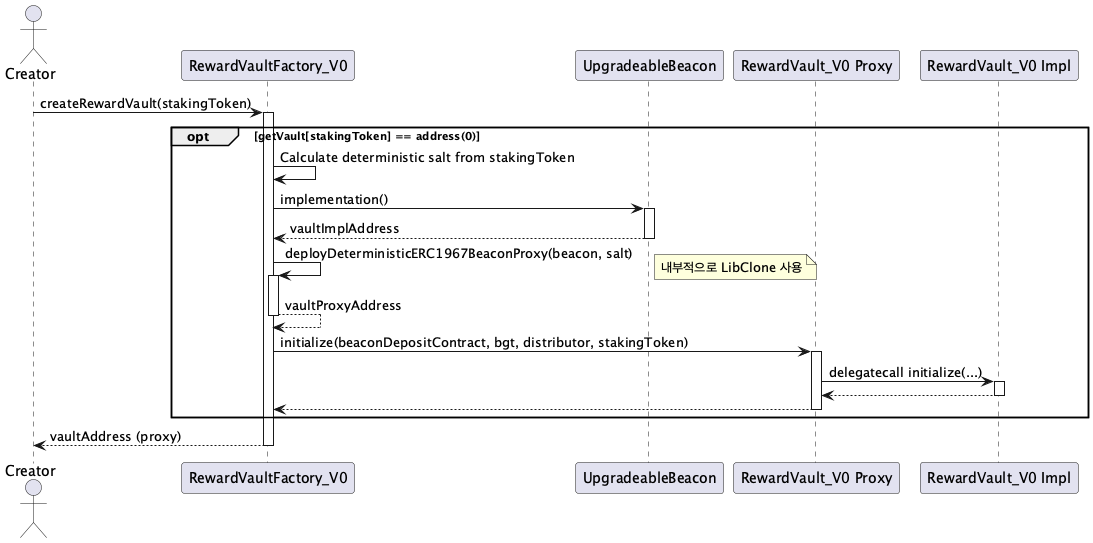 Creator
RewardVaultFactory_V0
UpgradeableBeacon
RewardVault_V0 Proxy
RewardVault_V0 Impl
createRewardVault(stakingToken)
opt
[getVault[stakingToken] == address(0)]
Calculate deterministic salt from stakingToken
implementation()
vaultImplAddress
deployDeterministicERC1967BeaconProxy(beacon, salt)
내부적으로 LibClone 사용
vaultProxyAddress
initialize(beaconDepositContract, bgt, distributor, stakingToken)
delegatecall initialize(...)
vaultAddress (proxy)
Creator
RewardVaultFactory_V0
UpgradeableBeacon
RewardVault_V0 Proxy
RewardVault_V0 Impl